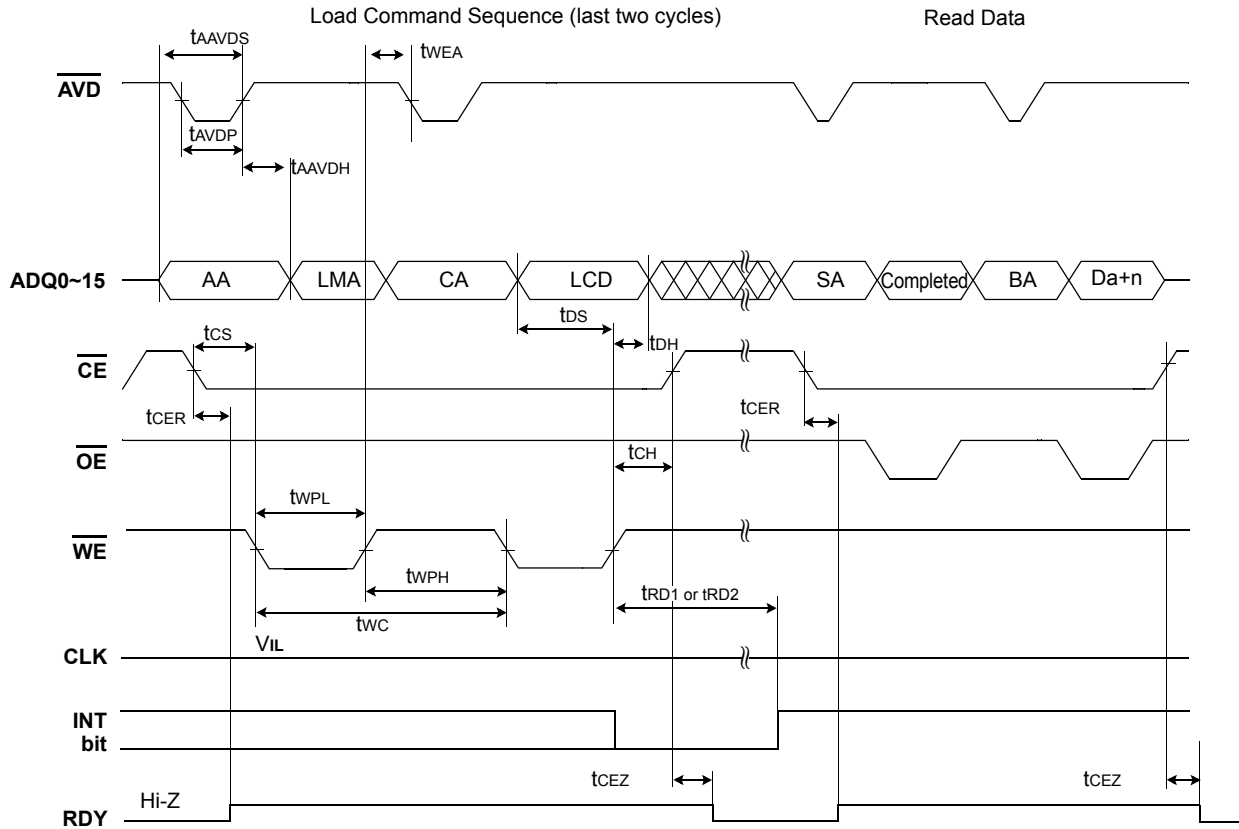 Load Command Sequence (last two cycles)
Read Data
tAAVDS
tWEA
AVD
tAVDP
tAAVDH
ADQ0~15
AA
LMA
CA
LCD
SA
Completed
BA
Da+n
tDS
tDH
tCS
CE
tCER
tCER
OE
tCH
tWPL
WE
tWPH
tRD1 or tRD2
tWC
VIL
CLK
INT
bit
tCEZ
tCEZ
Hi-Z
RDY